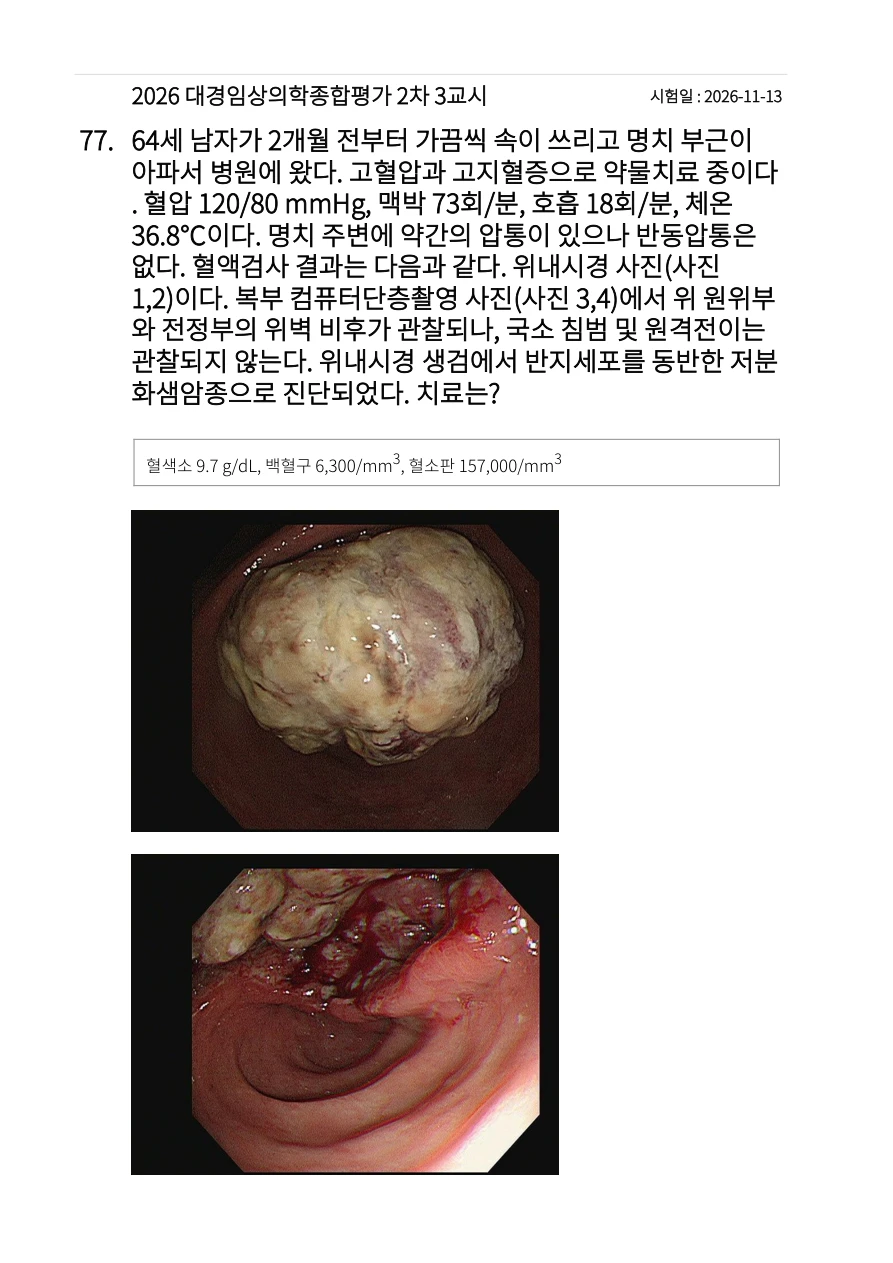 2026 대경임상의학종합평가 2차 3교시
시험일 : 2026-11-13
77. 64세 남자가 2개월 전부터 가끔씩 속이 쓰리고 명치 부근이
아파서 병원에 왔다. 고혈압과 고지혈증으로 약물치료 중이다
. 혈압 120/80 mmHg, 맥박 73회/분, 호흡 18회/분, 체온
36.8°C이다. 명치 주변에 약간의 압통이 있으나 반동압통은
없다. 혈액검사 결과는 다음과 같다. 위내시경 사진(사진
1,2)이다. 복부 컴퓨터단층촬영 사진(사진 3,4)에서 위 원위부
와 전정부의 위벽 비후가 관찰되나, 국소 침범 및 원격전이는
관찰되지 않는다. 위내시경 생검에서 반지세포를 동반한 저분
화샘암종으로 진단되었다. 치료는?
혈색소 9.7 g/dL, 백혈구 6,300/mm³, 혈소판 157,000/mm³